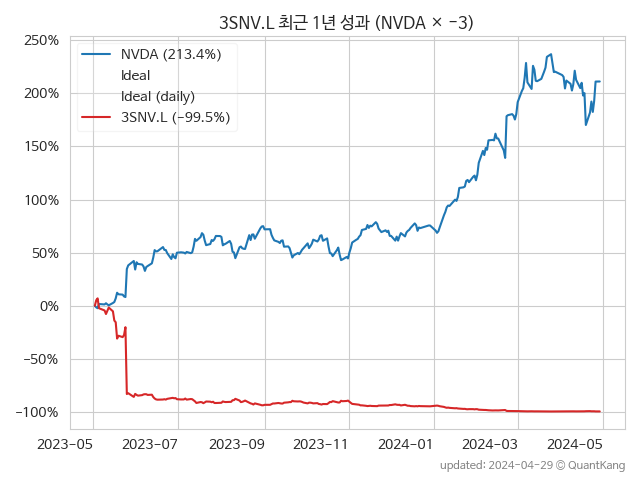 3SNV.L 최근 1년 성과 (NVDA × −3)
250%
200%
150%
100%
50%
0%
−50%
−100%
NVDA (213.4%)
Ideal
Ideal (daily)
3SNV.L (−99.5%)
2023-05 2023-07 2023-09 2023-11 2024-01 2024-03 2024-05
updated: 2024-04-29 © QuantKang